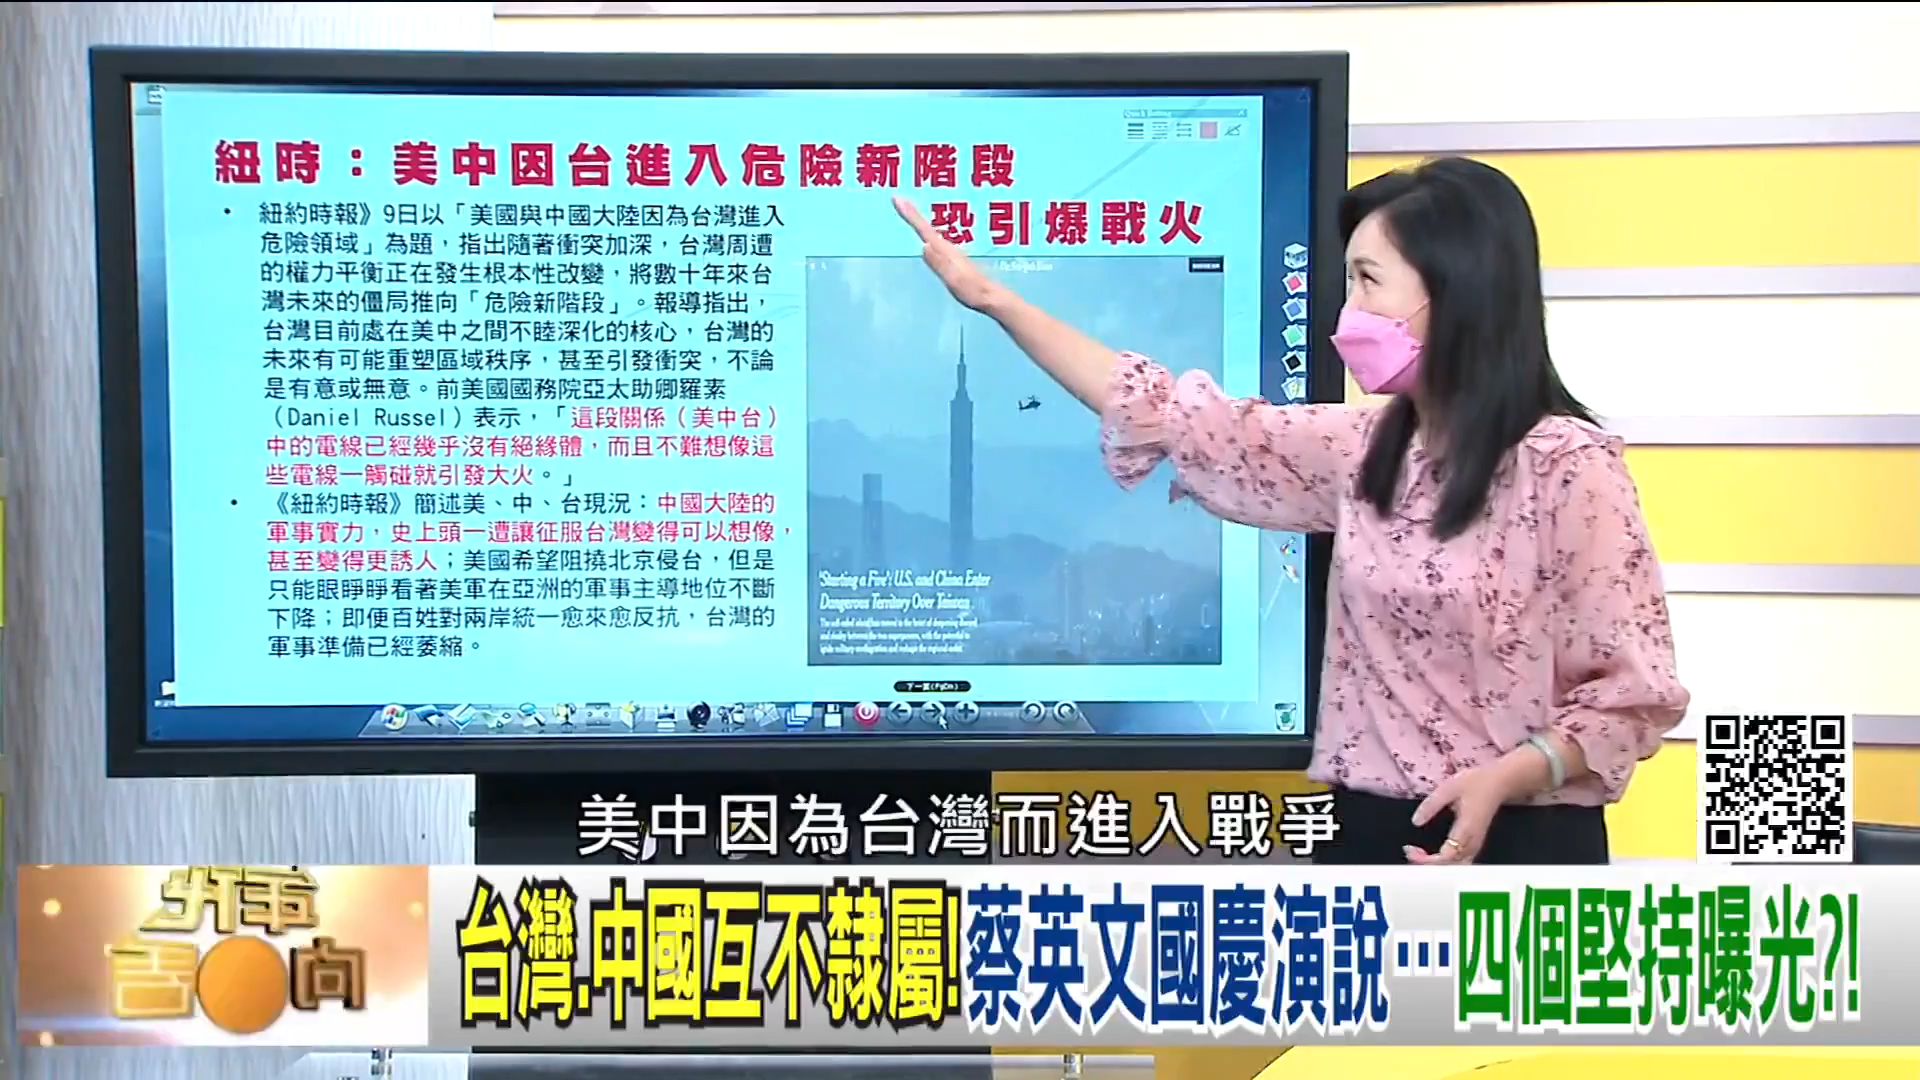 紐時：美中因台進入危險新階段
恐引爆戰火
• 紐約時報》9日以「美國與中國大陸因為台灣進入
危險領域」為題，指出隨著衝突加深，台灣周遭
的權力平衡正在發生根本性改變，將數十年來台
灣未來的僵局推向「危險新階段」。報導指出，
台灣目前處在美中之間不睦深化的核心，台灣的
未來有可能重塑區域秩序，甚至引發衝突，不論
是有意或無意。前美國國務院亞太助卿羅素
（Daniel Russel）表示，「這段關係（美中台）
中的電線已經幾乎沒有絕緣體，而且不難想像這
些電線一觸碰就引發大火。」
• 《紐約時報》簡述美、中、台現況：中國大陸的
軍事實力，史上頭一遭讓征服台灣變得可以想像，
甚至變得更誘人；美國希望阻撓北京侵台，但是
只能眼睜睜看著美軍在亞洲的軍事主導地位不斷
下降；即便百姓對兩岸統一愈來愈反抗，台灣的
軍事準備已經萎縮。
The New York Times
'Starting a Fire': U.S. and China Enter
Dangerous Territory Over Taiwan
下一頁(PgDn)
美中因為台灣而進入戰爭
台灣.中國互不隸屬!蔡英文國慶演說…四個堅持曝光?!